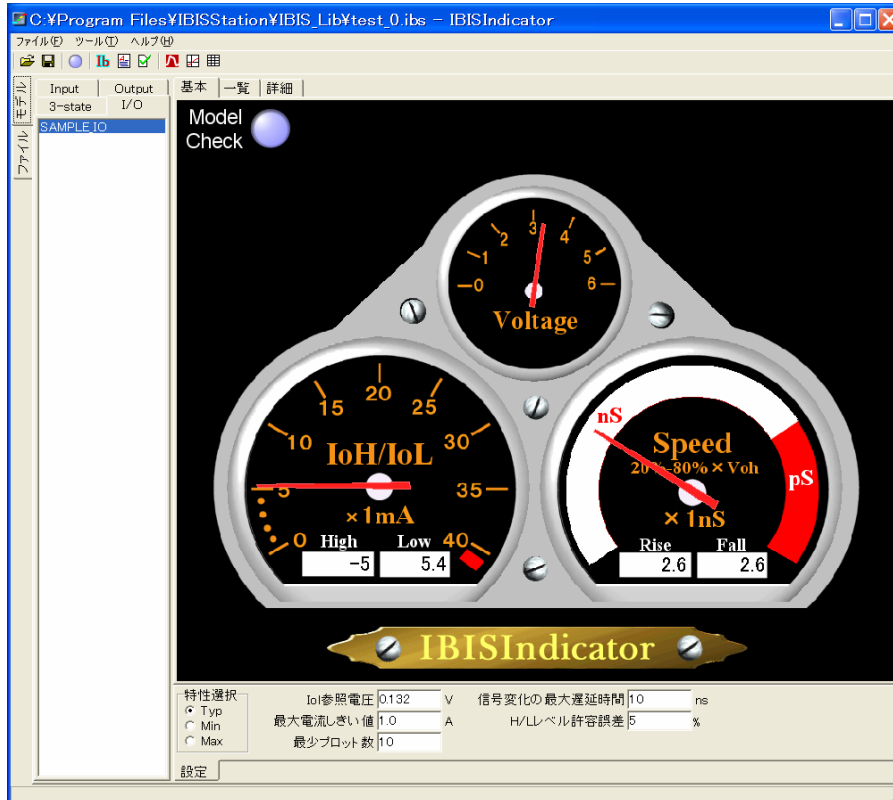 C:¥Program Files¥IBISStation¥IBIS_Lib¥test_0.ibs - IBISIndicator
ファイル(F) ツール(T) ヘルプ(H)
Ib
モデル
ファイル
Input Output
3-state I/O
SAMPLE_IO
基本 一覧 詳細
Model
Check
0 1 2 3 4 5 6
Voltage
0 5 10 15 20 25 30 35 40
IoH/IoL
×1mA
High Low
-5 5.4
nS
pS
Speed
20%-80%×Voh
×1nS
Rise Fall
2.6 2.6
IBISIndicator
特性選択
Typ
Min
Max
Iol参照電圧 0.132 V
最大電流しきい値 1.0 A
最少プロット数 10
信号変化の最大遅延時間 10 ns
H/Lレベル許容誤差 5 %
設定